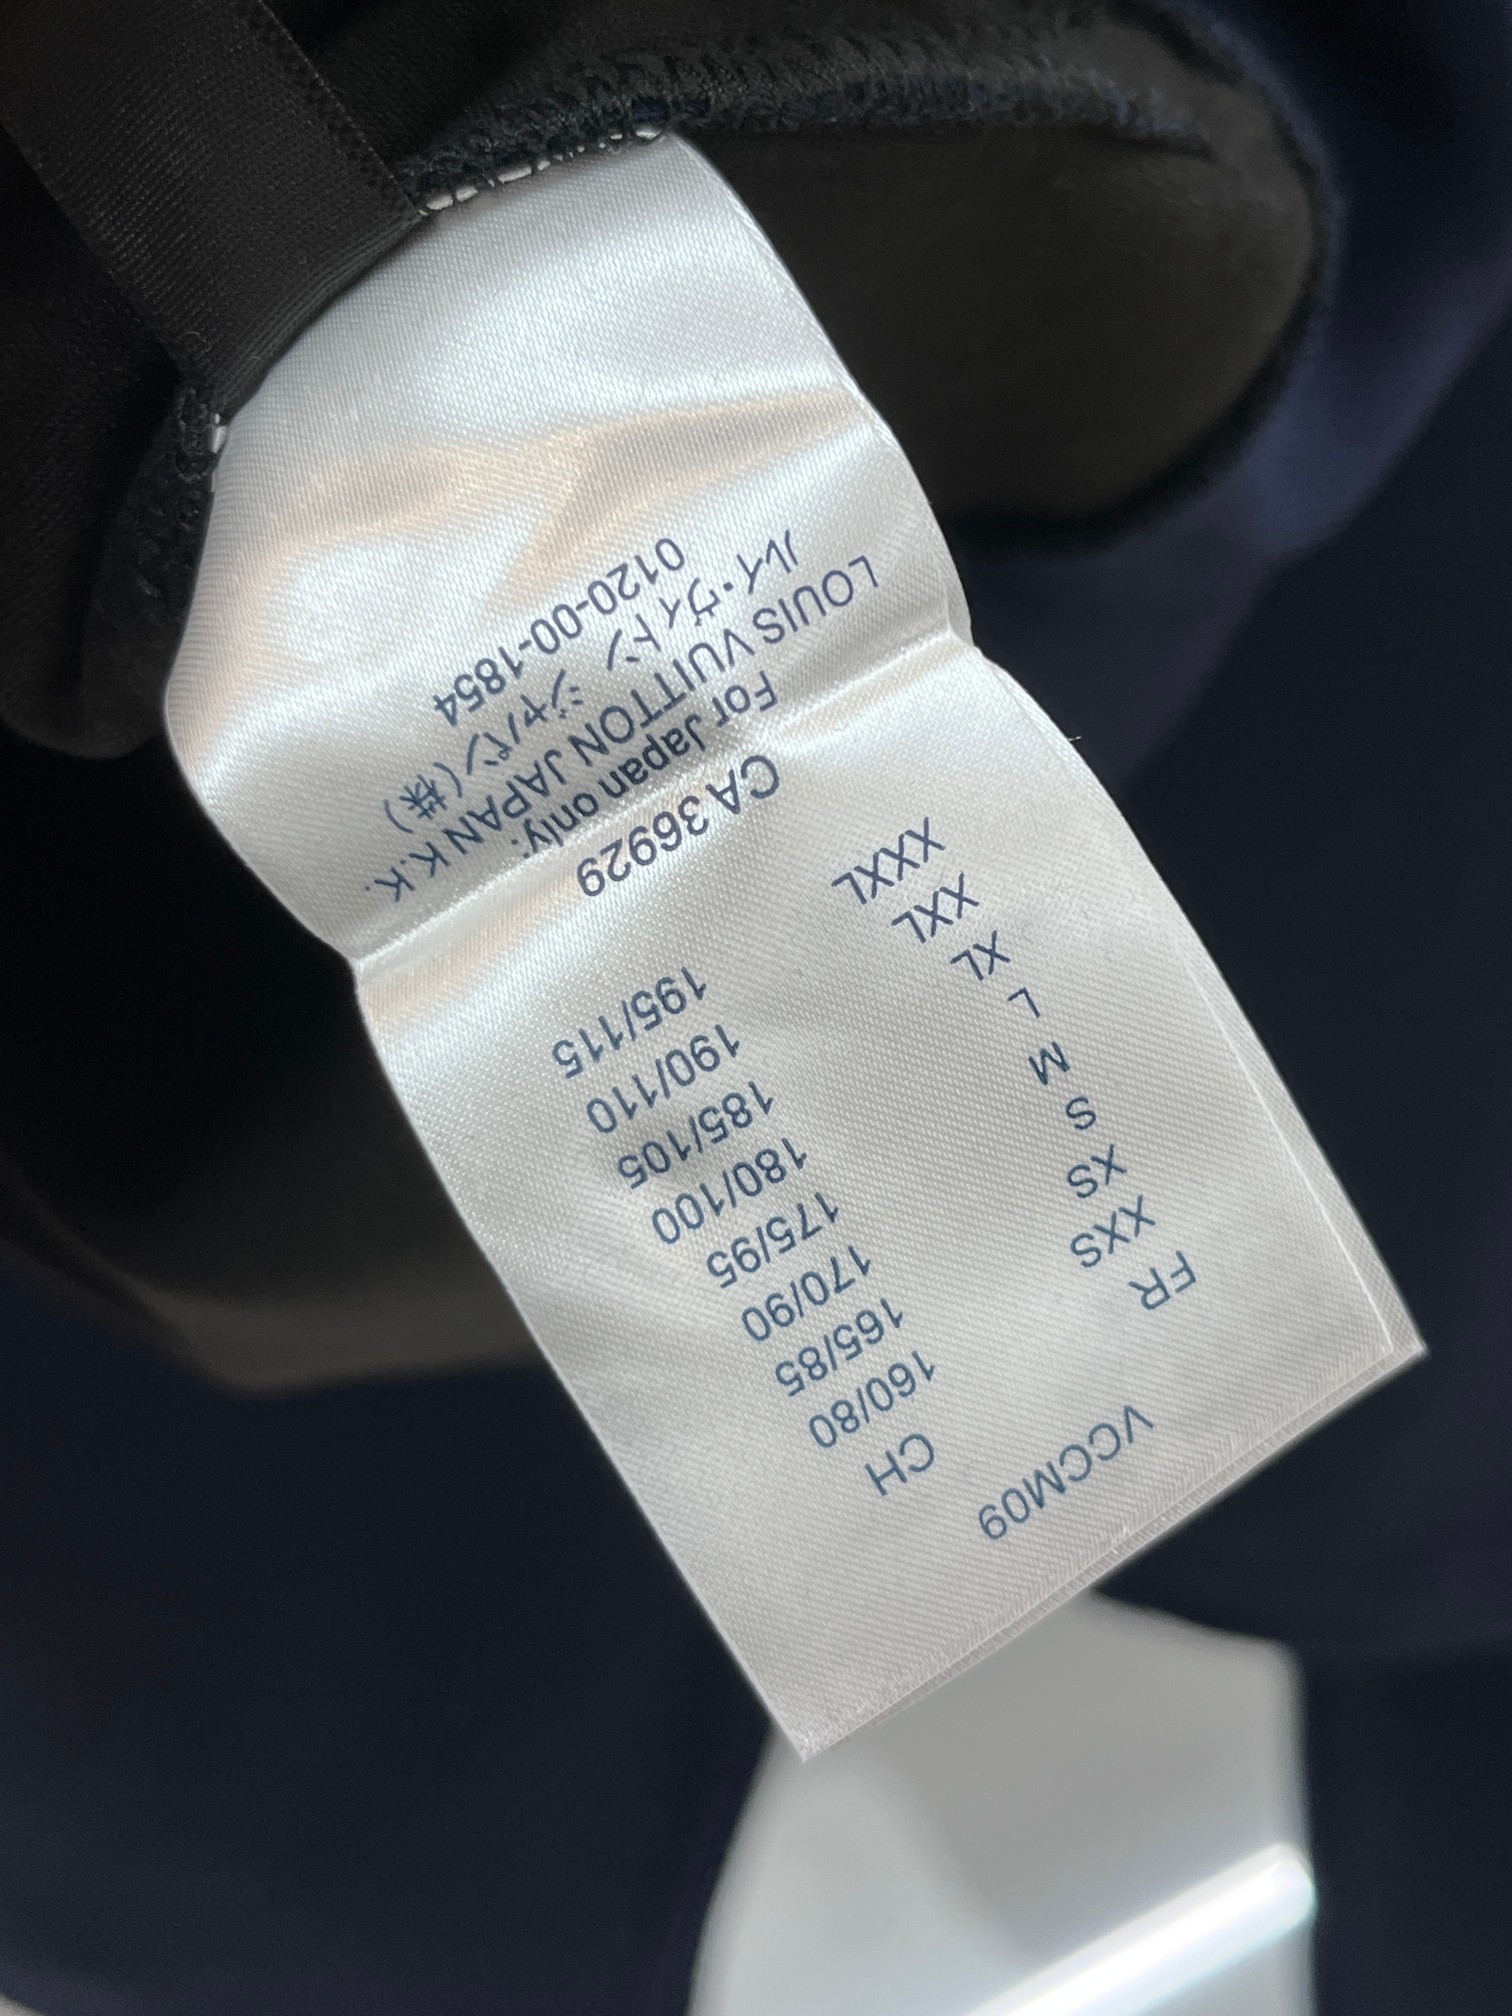 VCCM09
FR CH
XXS 160/80
XS 165/85
S 170/90
M 175/95
L 180/100
XL 185/105
XXL 190/110
XXXL 195/115
CA 36929
For Japan only:
LOUIS VUITTON JAPAN K.K.
ルイ・ヴィトン ジャパン(株)
0120-00-1854